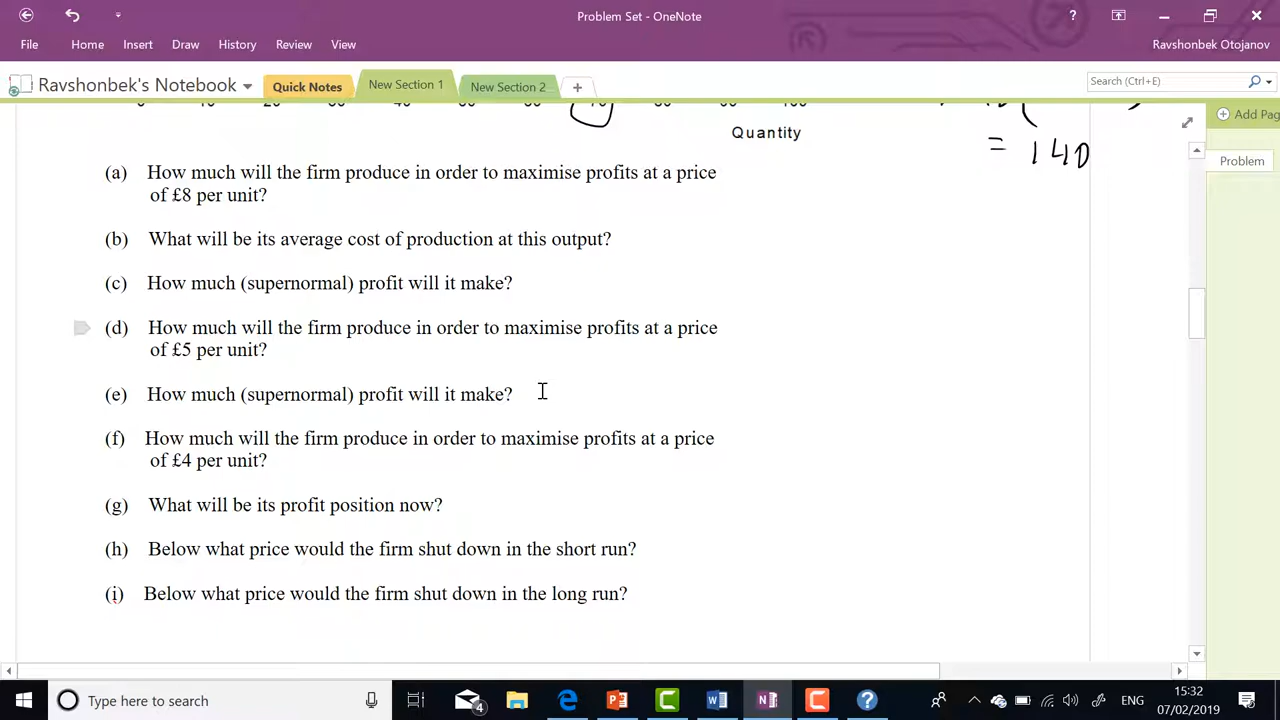 Problem Set - OneNote
?
File Home Insert Draw History Review View
Ravshonbek Otojanov
Ravshonbek's Notebook
Quick Notes
New Section 1
New Section 2
+
Search (Ctrl+E)
Add Pag
Quantity
= 140
Problem
(a) How much will the firm produce in order to maximise profits at a price
of £8 per unit?
(b) What will be its average cost of production at this output?
(c) How much (supernormal) profit will it make?
(d) How much will the firm produce in order to maximise profits at a price
of £5 per unit?
(e) How much (supernormal) profit will it make?
(f) How much will the firm produce in order to maximise profits at a price
of £4 per unit?
(g) What will be its profit position now?
(h) Below what price would the firm shut down in the short run?
(i) Below what price would the firm shut down in the long run?
Type here to search
4
ENG
15:32
07/02/2019